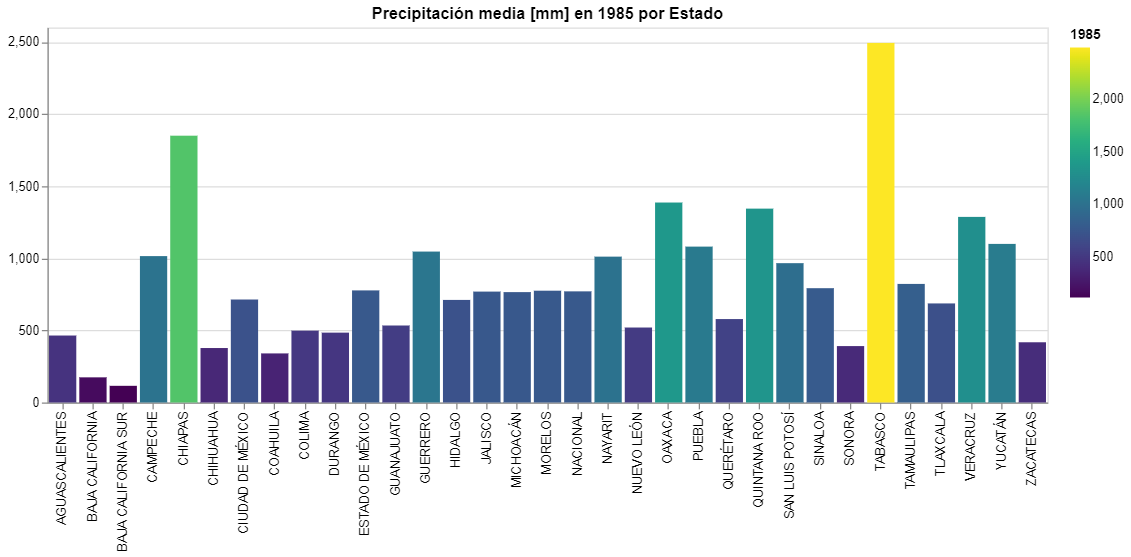 Precipitación media [mm] en 1985 por Estado
2,500
2,000
1,500
1,000
500
0
AGUASCALIENTES
BAJA CALIFORNIA
BAJA CALIFORNIA SUR
CAMPECHE
CHIAPAS
CHIHUAHUA
CIUDAD DE MÉXICO
COAHUILA
COLIMA
DURANGO
ESTADO DE MÉXICO
GUANAJUATO
GUERRERO
HIDALGO
JALISCO
MICHOACÁN
MORELOS
NACIONAL
NAYARIT
NUEVO LEÓN
OAXACA
PUEBLA
QUERÉTARO
QUINTANA ROO
SAN LUIS POTOSÍ
SINALOA
SONORA
TABASCO
TAMAULIPAS
TLAXCALA
VERACRUZ
YUCATÁN
ZACATECAS
1985
2,000
1,500
1,000
500